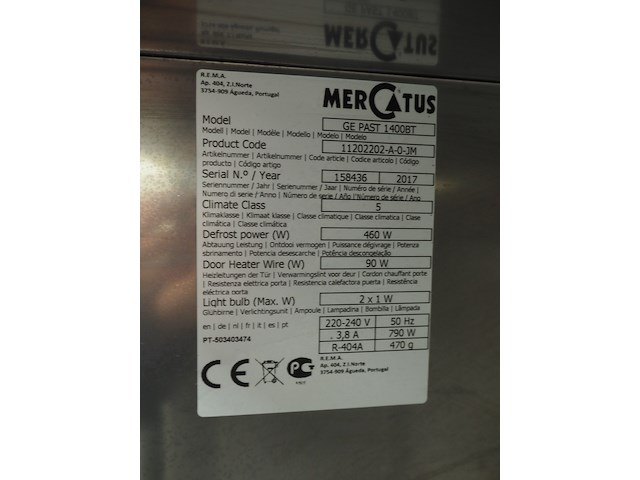 MERCATUS
R.E.M.A.
Ap. 404, Z.I.Norte
3754-909 Águeda, Portugal
MERCATUS
Model GE PAST 1400BT
Modell | Model | Modèle | Modello | Modelo | Modelo
Product Code 11202202-A-0-JM
Artikelnummer | Artikelnummer | Code article | Codice articolo | Código
producto | Código artigo
Serial N.º / Year 158436 2017
Seriennummer / Jahr | Serienummer / Jaar | Numéro de série / Année |
Numero di serie / Anno | Número de serie / Año | Número de série / Ano
Climate Class 5
Klimaklasse | Klimaat klasse | Classe climatique | Classe climatica | Clase
climática | Classe climática
Defrost power (W) 460 W
Abtauung Leistung | Ontdooi vermogen | Puissance dégivrage | Potenza
sbrinamento | Potencia desescarche | Potência descongelação
Door Heater Wire (W) 90 W
Heizleitungen der Tür | Verwarmingslint voor deur | Cordon chauffant porte
| Resistenza elettrica porta | Resistencia calefactora puerta | Resistência
eléctrica porta
Light bulb (Max. W) 2 x 1 W
Glühbirne | Verlichtingsunit | Ampoule | Lampadina | Bombilla | Lâmpada
en | de | nl | fr | it | es | pt 220-240 V 50 Hz
3,8 A 790 W
PT-503403474 R-404A 470 g
R.E.M.A.
Ap. 404, Z.I.Norte
3754-909 Águeda, Portugal
CE